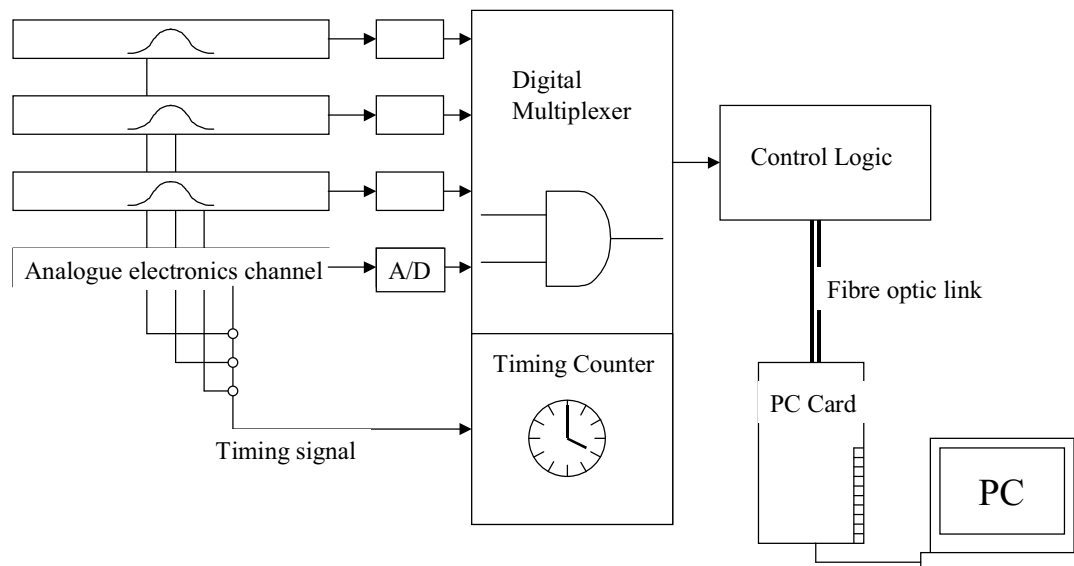 Digital
Multiplexer
Control Logic
Analogue electronics channel
A/D
Fibre optic link
Timing Counter
PC Card
Timing signal
PC